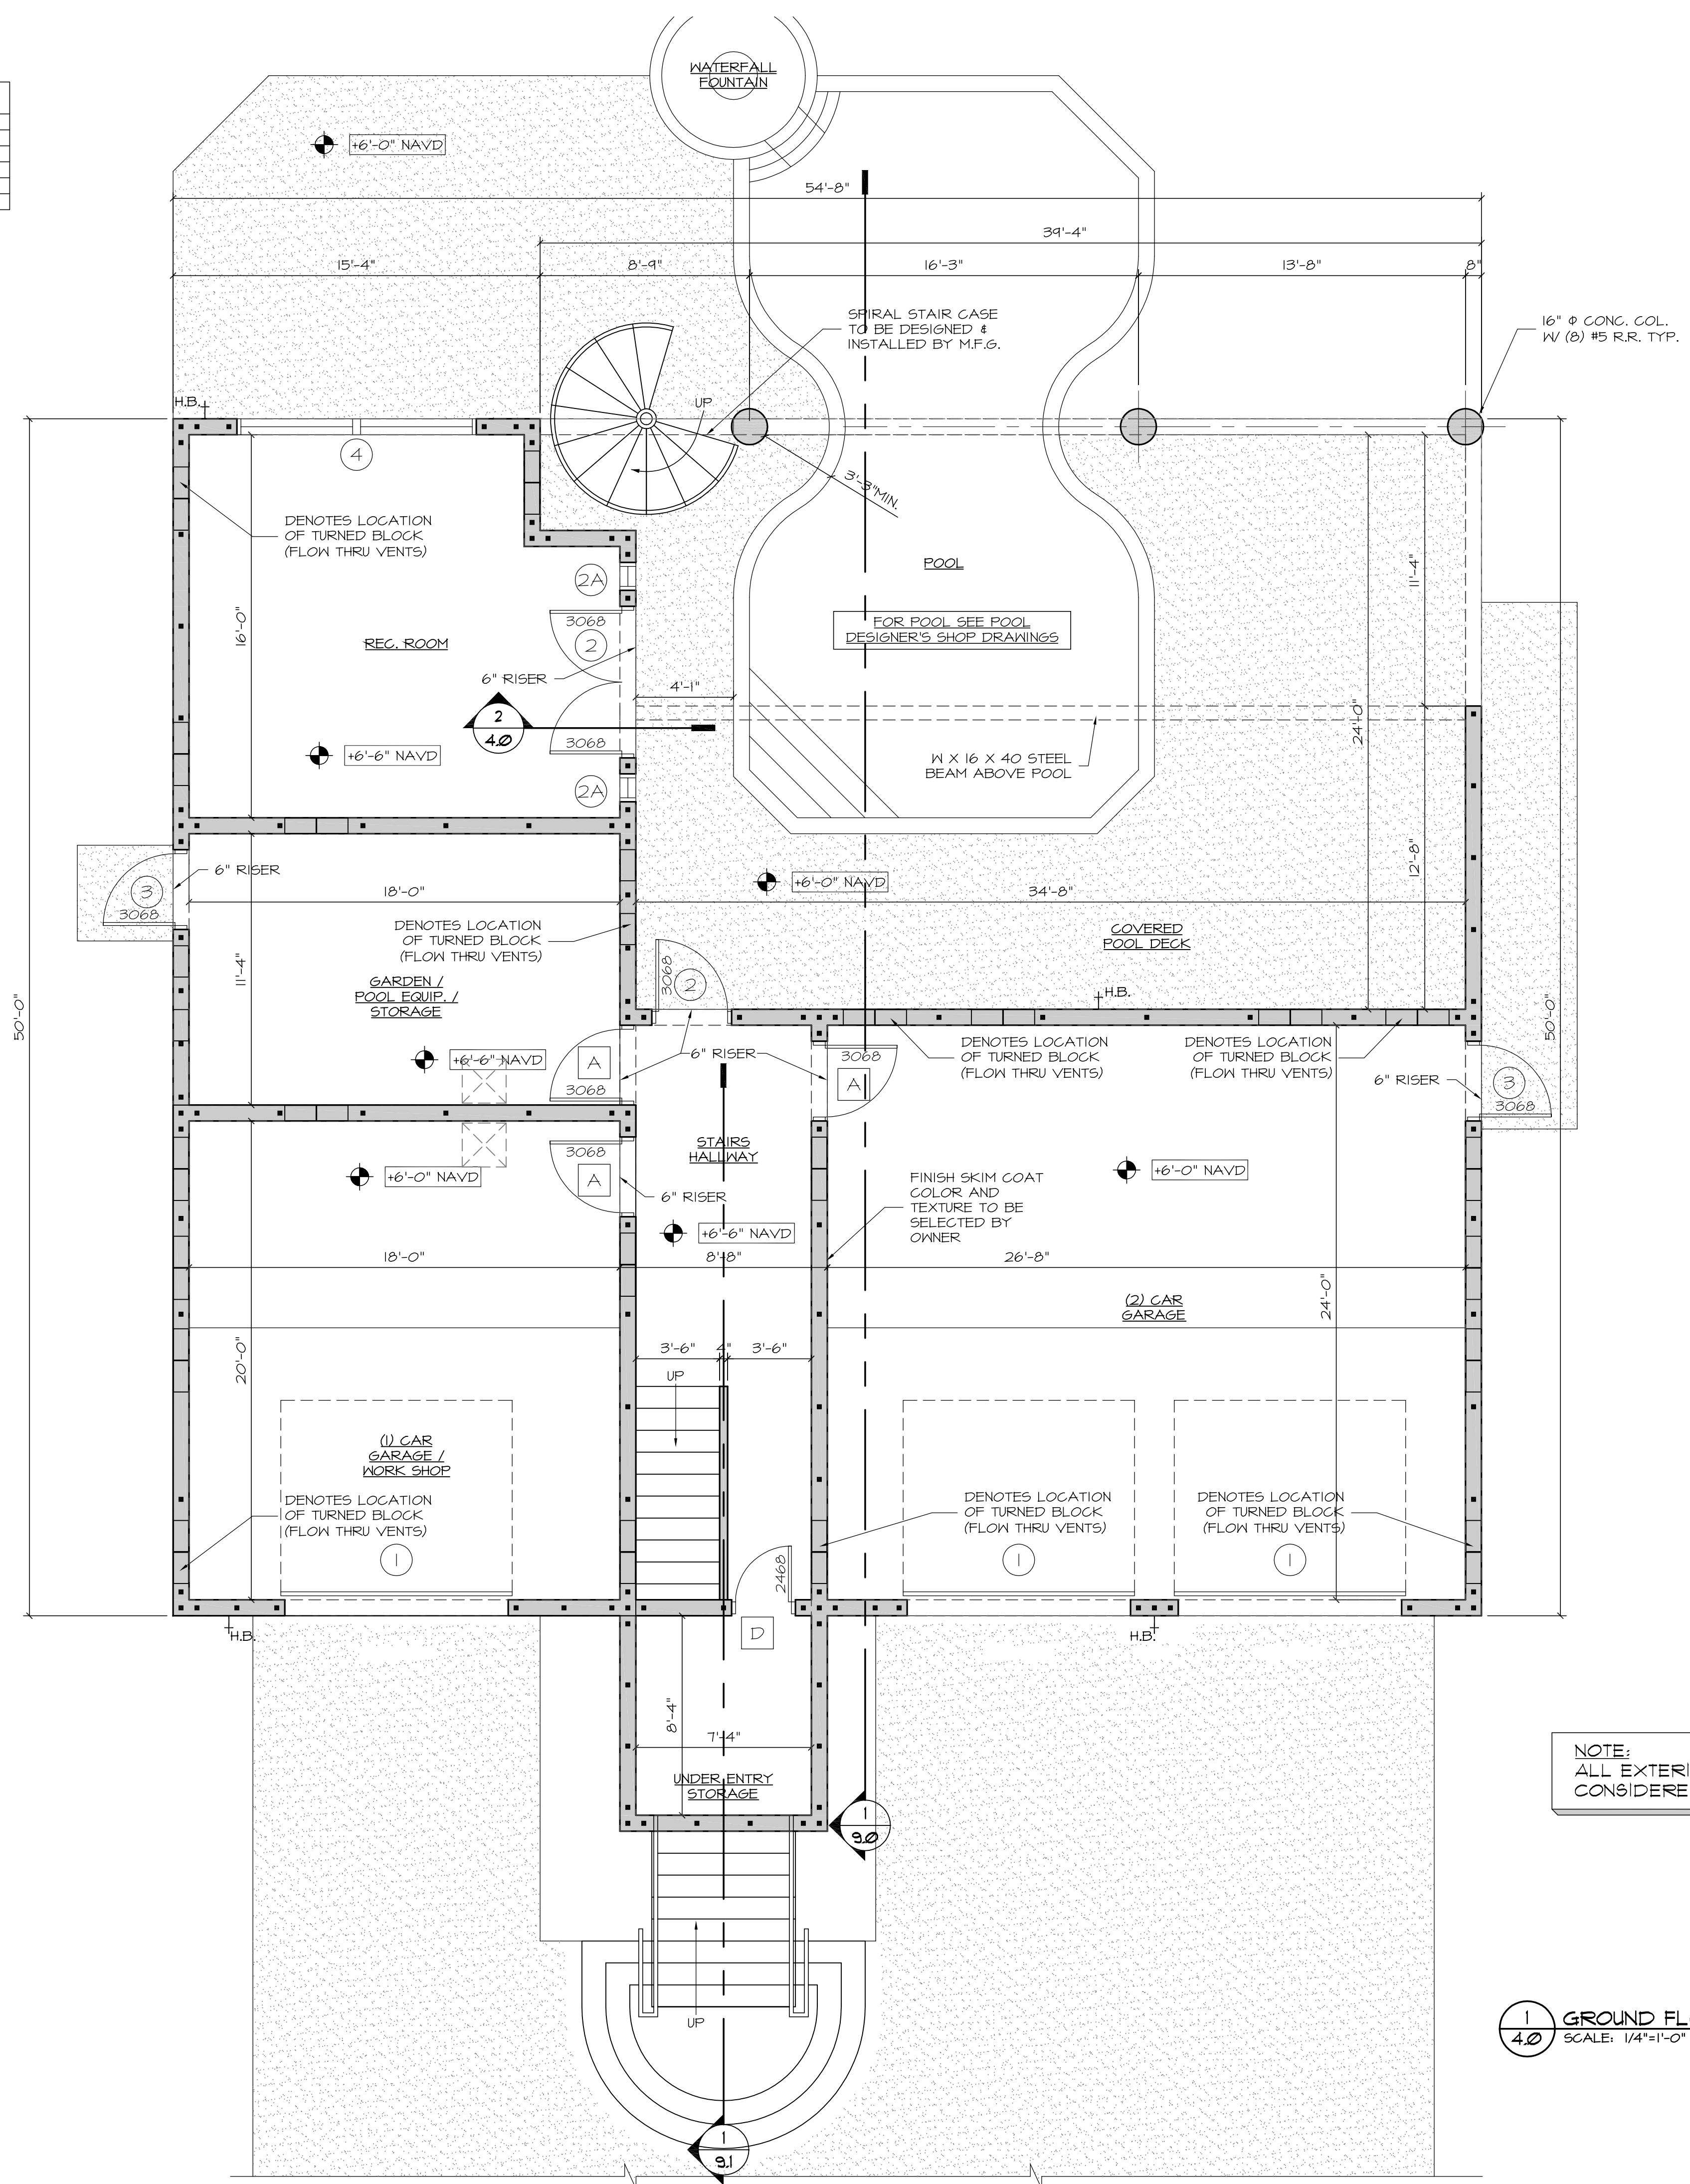 WATERFALL
FOUNTAIN
+6'-0" NAVD
54'-8"
39'-4"
15'-4"
8'-9"
16'-3"
13'-8"
8"
SPIRAL STAIR CASE
TO BE DESIGNED &
INSTALLED BY M.F.G.
16" Φ CONC. COL.
W/ (8) #5 R.R. TYP.
H.B.
UP
4
3'-3"MIN.
DENOTES LOCATION
OF TURNED BLOCK
(FLOW THRU VENTS)
POOL
2A
11'-4"
16'-0"
3068
2
FOR POOL SEE POOL
DESIGNER'S SHOP DRAWINGS
REC. ROOM
6" RISER
4'-1"
2
4.0
24'-0"
3068
+6'-6" NAVD
W X 16 X 40 STEEL
BEAM ABOVE POOL
2A
12'-8"
6" RISER
3
3068
+6'-0" NAVD
18'-0"
34'-8"
DENOTES LOCATION
OF TURNED BLOCK
(FLOW THRU VENTS)
COVERED
POOL DECK
11'-4"
3068
2
GARDEN /
POOL EQUIP. /
STORAGE
H.B.
50'-0"
50'-0"
+6'-6" NAVD
A
3068
6" RISER
3068
A
DENOTES LOCATION
OF TURNED BLOCK
(FLOW THRU VENTS)
DENOTES LOCATION
OF TURNED BLOCK
(FLOW THRU VENTS)
6" RISER
3
3068
STAIRS
HALLWAY
3068
A
+6'-0" NAVD
6" RISER
+6'-0" NAVD
FINISH SKIM COAT
COLOR AND
TEXTURE TO BE
SELECTED BY
OWNER
+6'-6" NAVD
18'-0"
8'-8"
26'-8"
24'-0"
(2) CAR
GARAGE
20'-0"
3'-6"
4"
3'-6"
UP
(1) CAR
GARAGE /
WORK SHOP
DENOTES LOCATION
OF TURNED BLOCK
(FLOW THRU VENTS)
DENOTES LOCATION
OF TURNED BLOCK
(FLOW THRU VENTS)
DENOTES LOCATION
OF TURNED BLOCK
(FLOW THRU VENTS)
1
2468
1
1
H.B.
D
H.B.
8'-4"
7'-4"
UNDER ENTRY
STORAGE
NOTE:
ALL EXTERI
CONSIDERE
1
9.0
UP
1
4.0
GROUND FL
SCALE: 1/4"=1'-0"
1
9.1